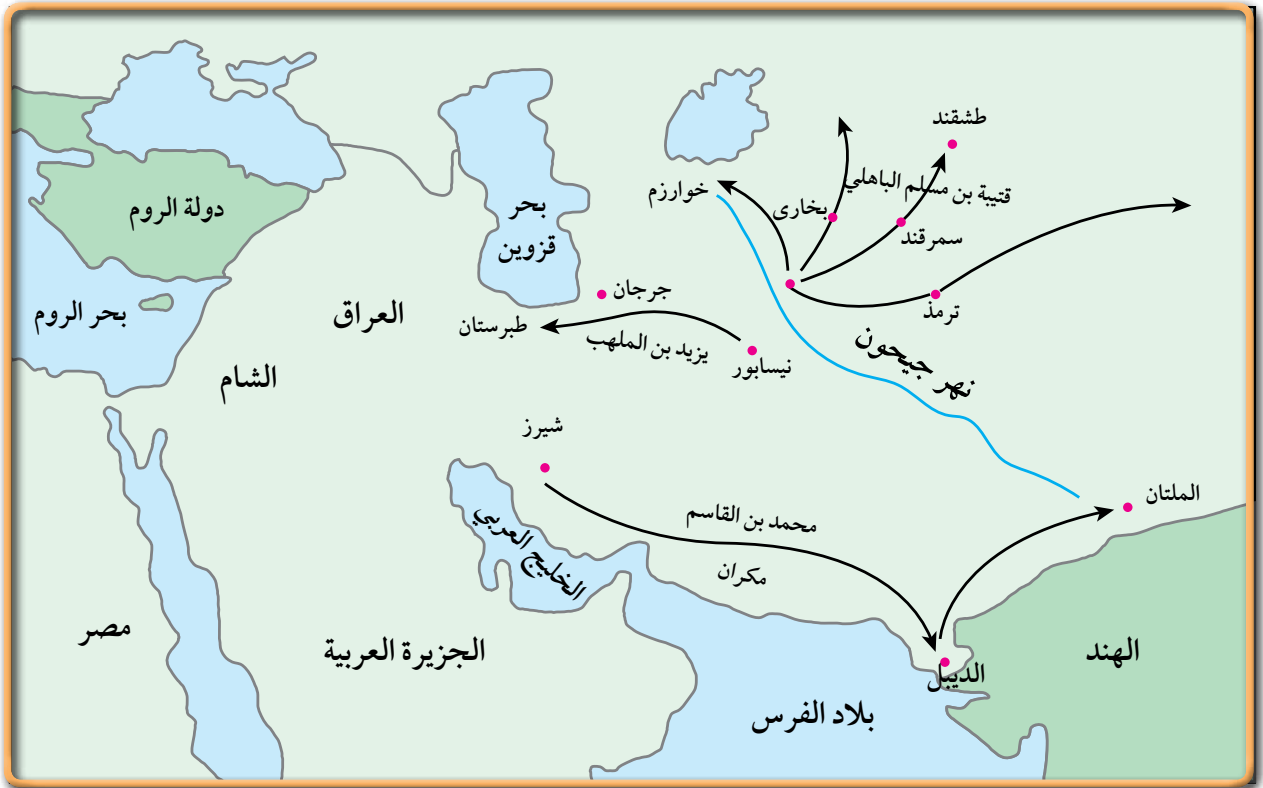 طشقند
قتيبة بن مسلم الباهلي
خوارزم
بخارى
سمرقند
ترمذ
دولة الروم
بحر
قزوين
جرجان
بحر الروم
العراق
طبرستان
يزيد بن الملهب
نيسابور
نهر جيحون
الشام
شيرز
الملتان
محمد بن القاسم
مكران
الخليج العربي
مصر
الجزيرة العربية
الهند
الديبل
بلاد الفرس